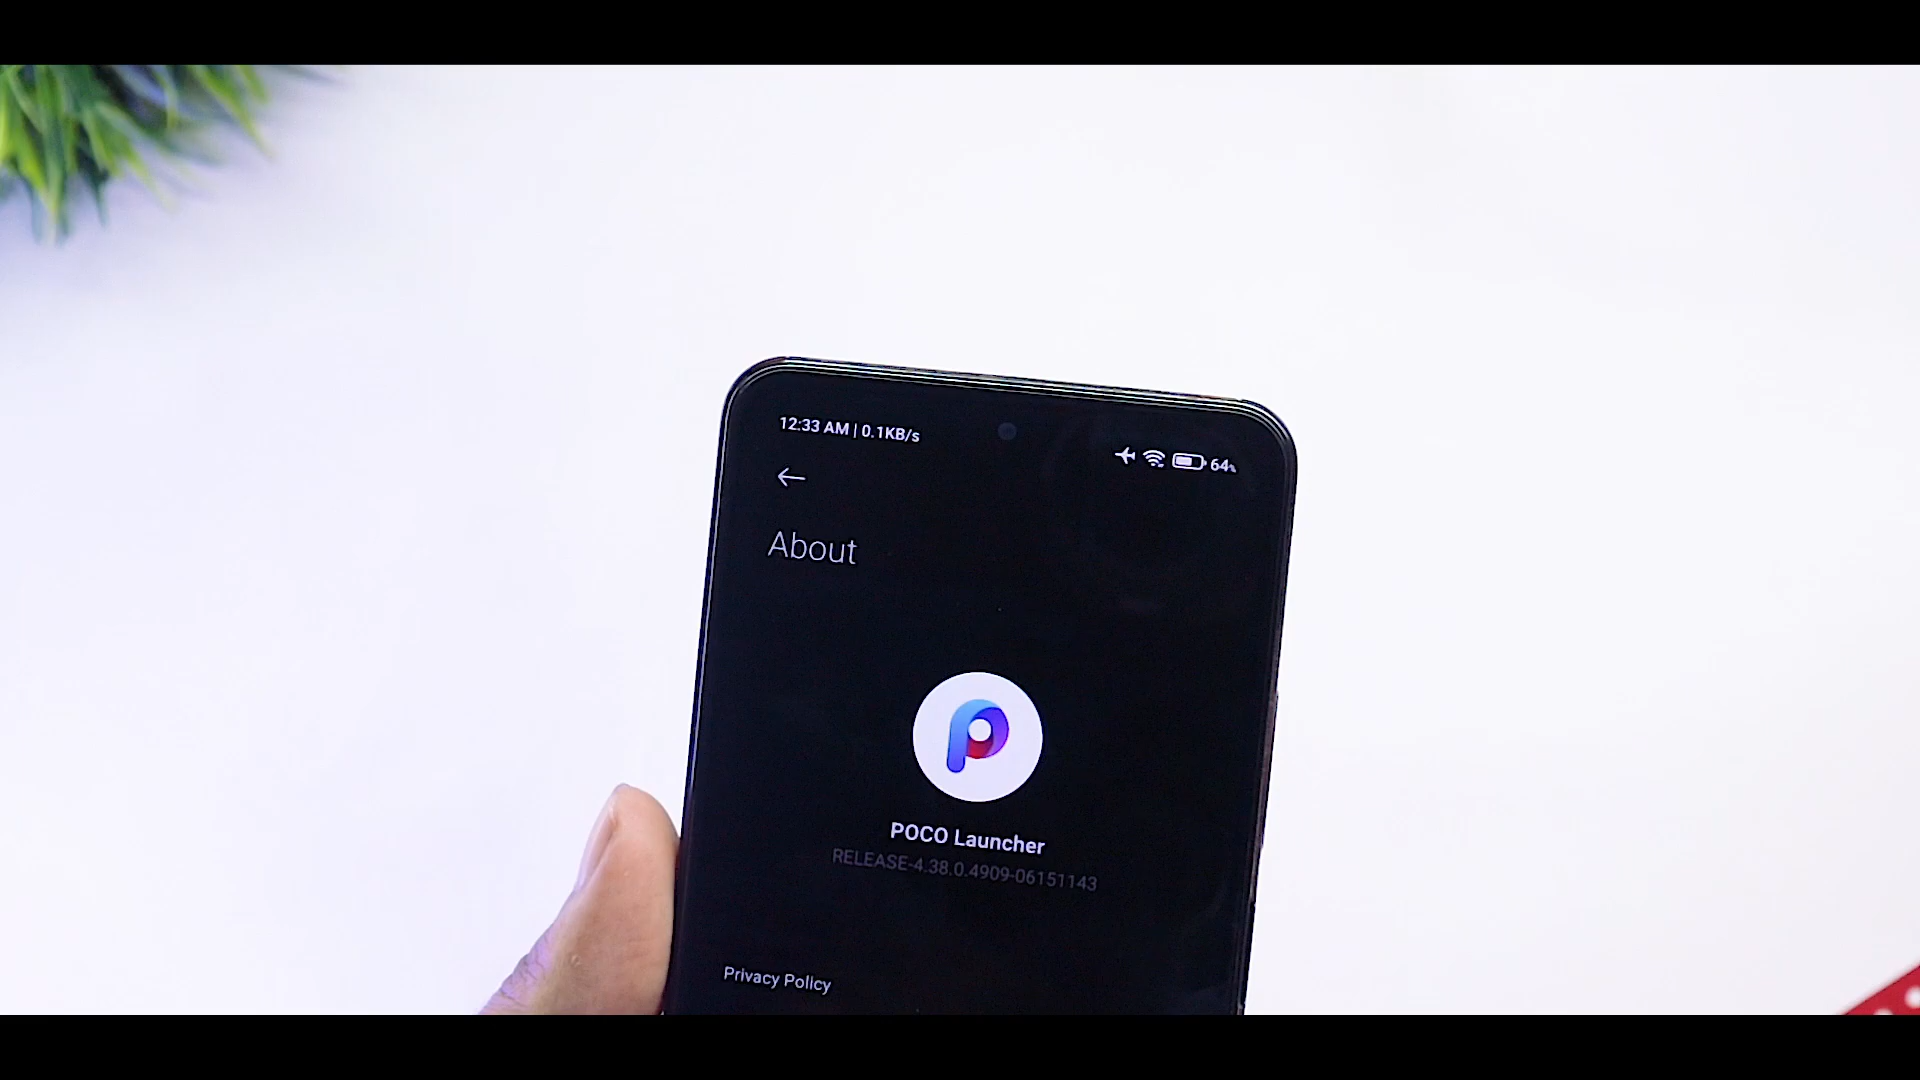 12:33 AM | 0.1KB/s
64%
About
POCO Launcher
RELEASE-4.38.0.4909-06151143
Privacy Policy